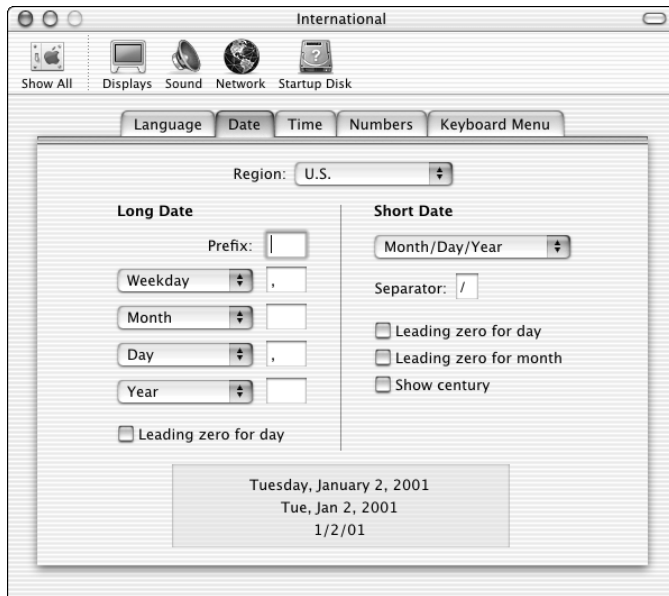 International
Show All Displays Sound Network Startup Disk
Language Date Time Numbers Keyboard Menu
Region: U.S.
Long Date
Prefix:
Weekday ,
Month
Day ,
Year
Leading zero for day
Short Date
Month/Day/Year
Separator: /
Leading zero for day
Leading zero for month
Show century
Tuesday, January 2, 2001
Tue, Jan 2, 2001
1/2/01